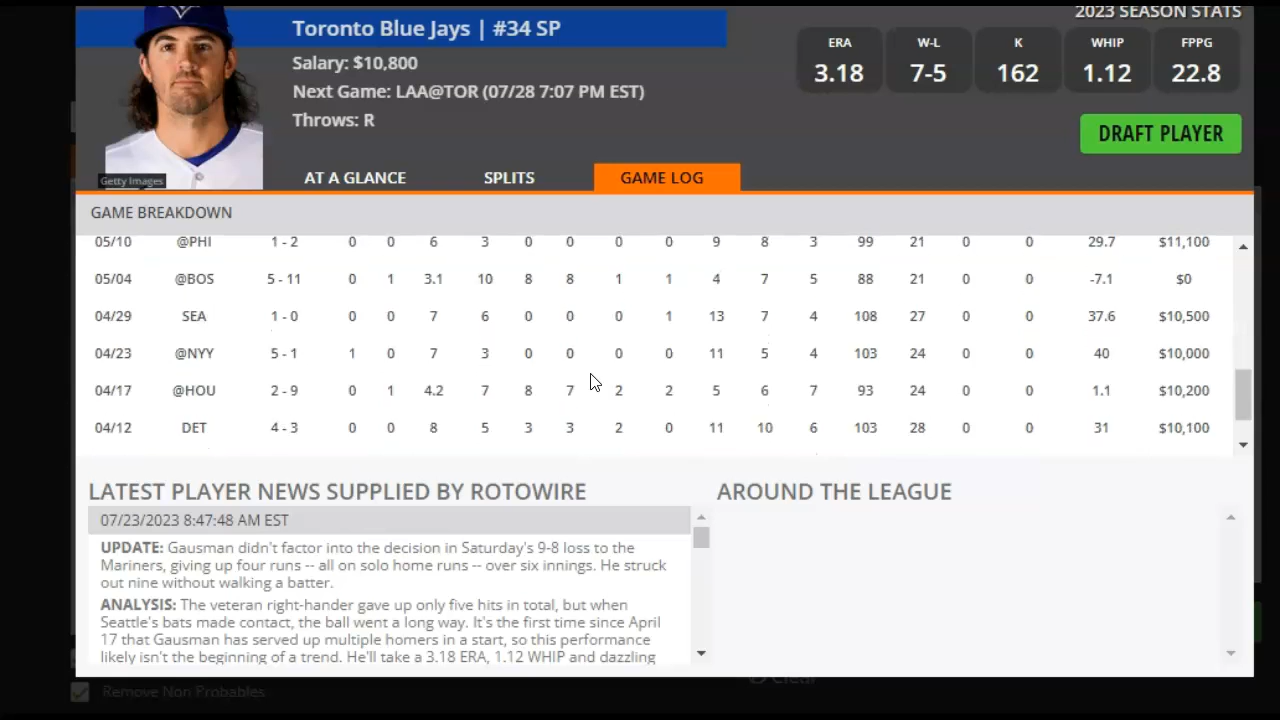 Toronto Blue Jays | #34 SP
Salary: $10,800
Next Game: LAA@TOR (07/28 7:07 PM EST)
Throws: R
Getty Images
2023 SEASON STATS
ERA W-L K WHIP FPPG
3.18 7-5 162 1.12 22.8
DRAFT PLAYER
AT A GLANCE SPLITS GAME LOG
GAME BREAKDOWN
05/10 @PHI 1 - 2 0 0 6 3 0 0 0 0 9 8 3 99 21 0 0 29.7 $11,100
05/04 @BOS 5 - 11 0 1 3.1 10 8 8 1 1 4 7 5 88 21 0 0 -7.1 $0
04/29 SEA 1 - 0 0 0 7 6 0 0 0 1 13 7 4 108 27 0 0 37.6 $10,500
04/23 @NYY 5 - 1 1 0 7 3 0 0 0 0 11 5 4 103 24 0 0 40 $10,000
04/17 @HOU 2 - 9 0 1 4.2 7 8 7 2 2 5 6 7 93 24 0 0 1.1 $10,200
04/12 DET 4 - 3 0 0 8 5 3 3 2 0 11 10 6 103 28 0 0 31 $10,100
LATEST PLAYER NEWS SUPPLIED BY ROTOWIRE
07/23/2023 8:47:48 AM EST
UPDATE: Gausman didn't factor into the decision in Saturday's 9-8 loss to the
Mariners, giving up four runs -- all on solo home runs -- over six innings. He struck
out nine without walking a batter.
ANALYSIS: The veteran right-hander gave up only five hits in total, but when
Seattle's bats made contact, the ball went a long way. It's the first time since April
17 that Gausman has served up multiple homers in a start, so this performance
likely isn't the beginning of a trend. He'll take a 3.18 ERA, 1.12 WHIP and dazzling
AROUND THE LEAGUE
Remove Non Probables
Clear